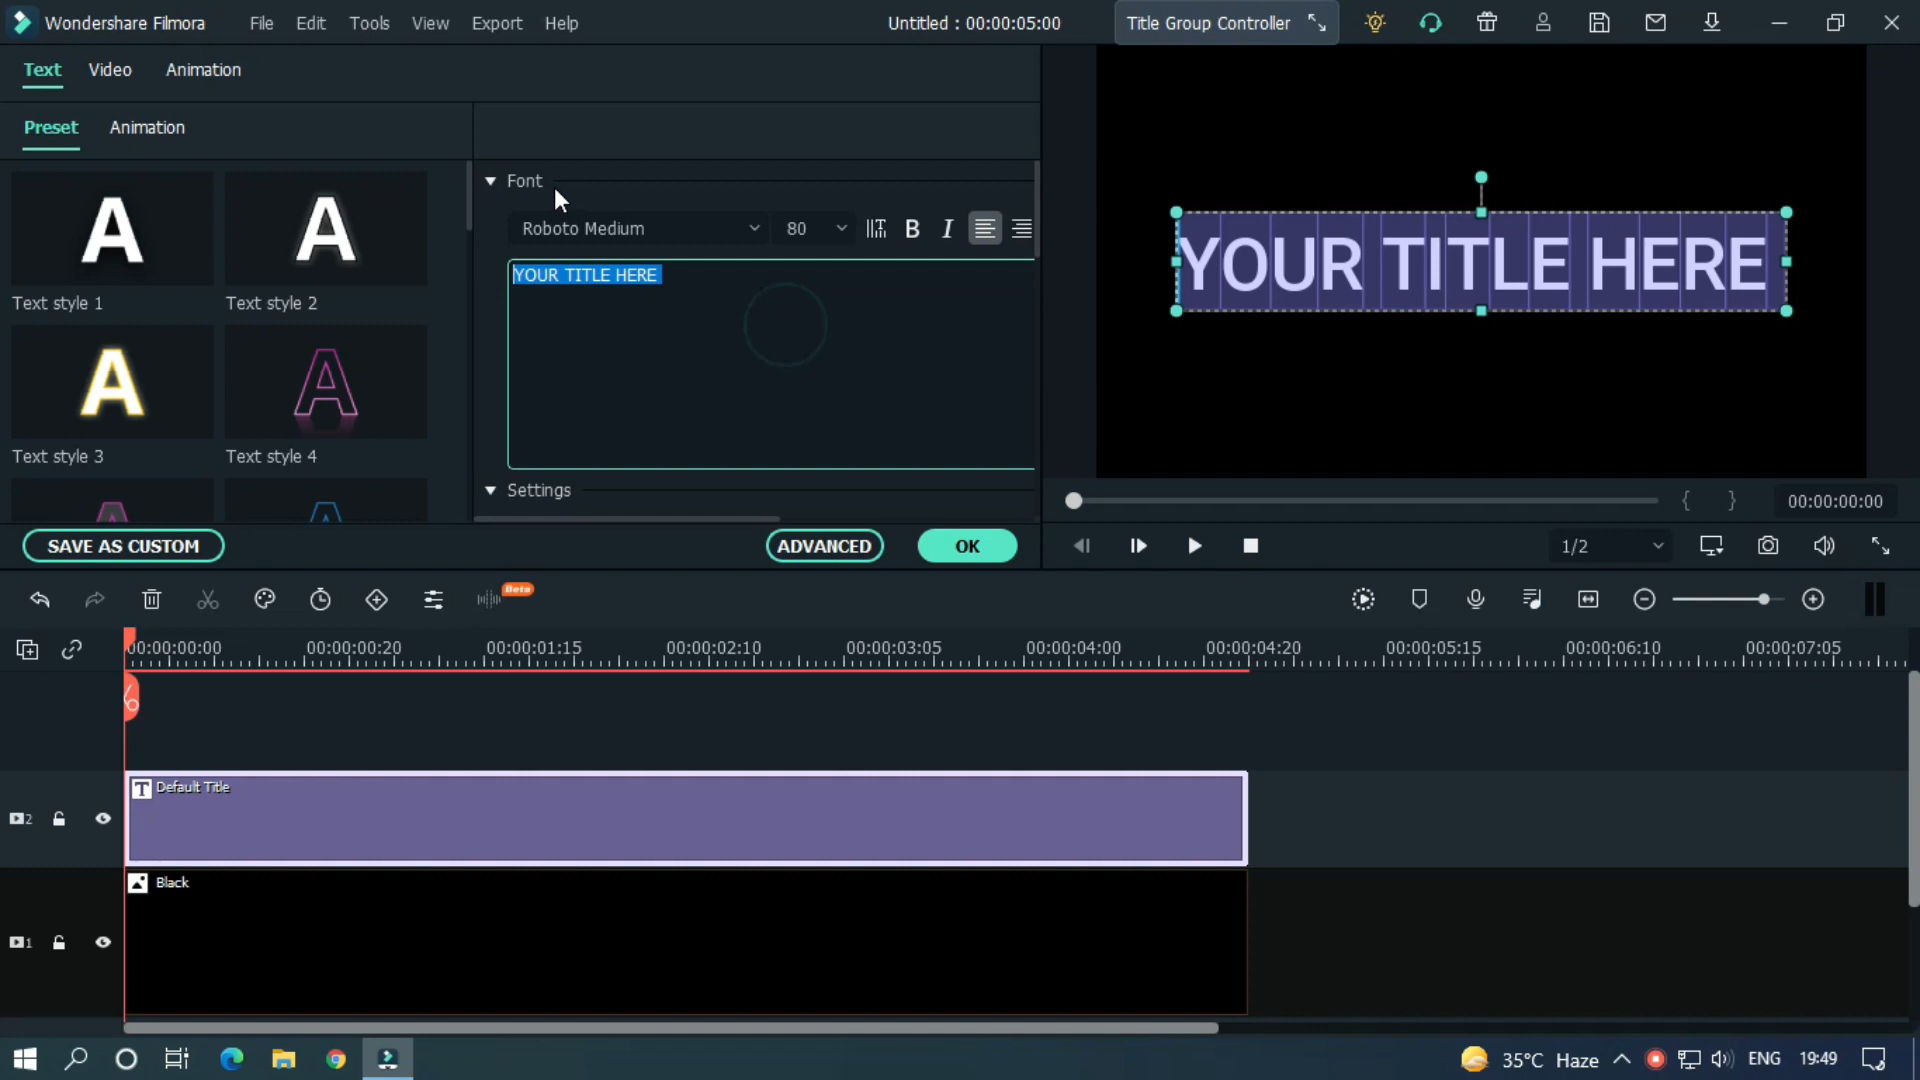 Wondershare Filmora File Edit Tools View Export Help Untitled : 00:00:05:00 Title Group Controller
Text Video Animation
Preset Animation
Font
Roboto Medium 80 B I
YOUR TITLE HERE
YOUR TITLE HERE
A A
Text style 1 Text style 2
A A
Text style 3 Text style 4
Settings
{ } 00:00:00:00
SAVE AS CUSTOM ADVANCED OK 1/2
Beta
00:00:00:00 00:00:00:20 00:00:01:15 00:00:02:10 00:00:03:05 00:00:04:00 00:00:04:20 00:00:05:15 00:00:06:10 00:00:07:05
T Default Title
2
Black
1
35°C Haze ENG 19:49